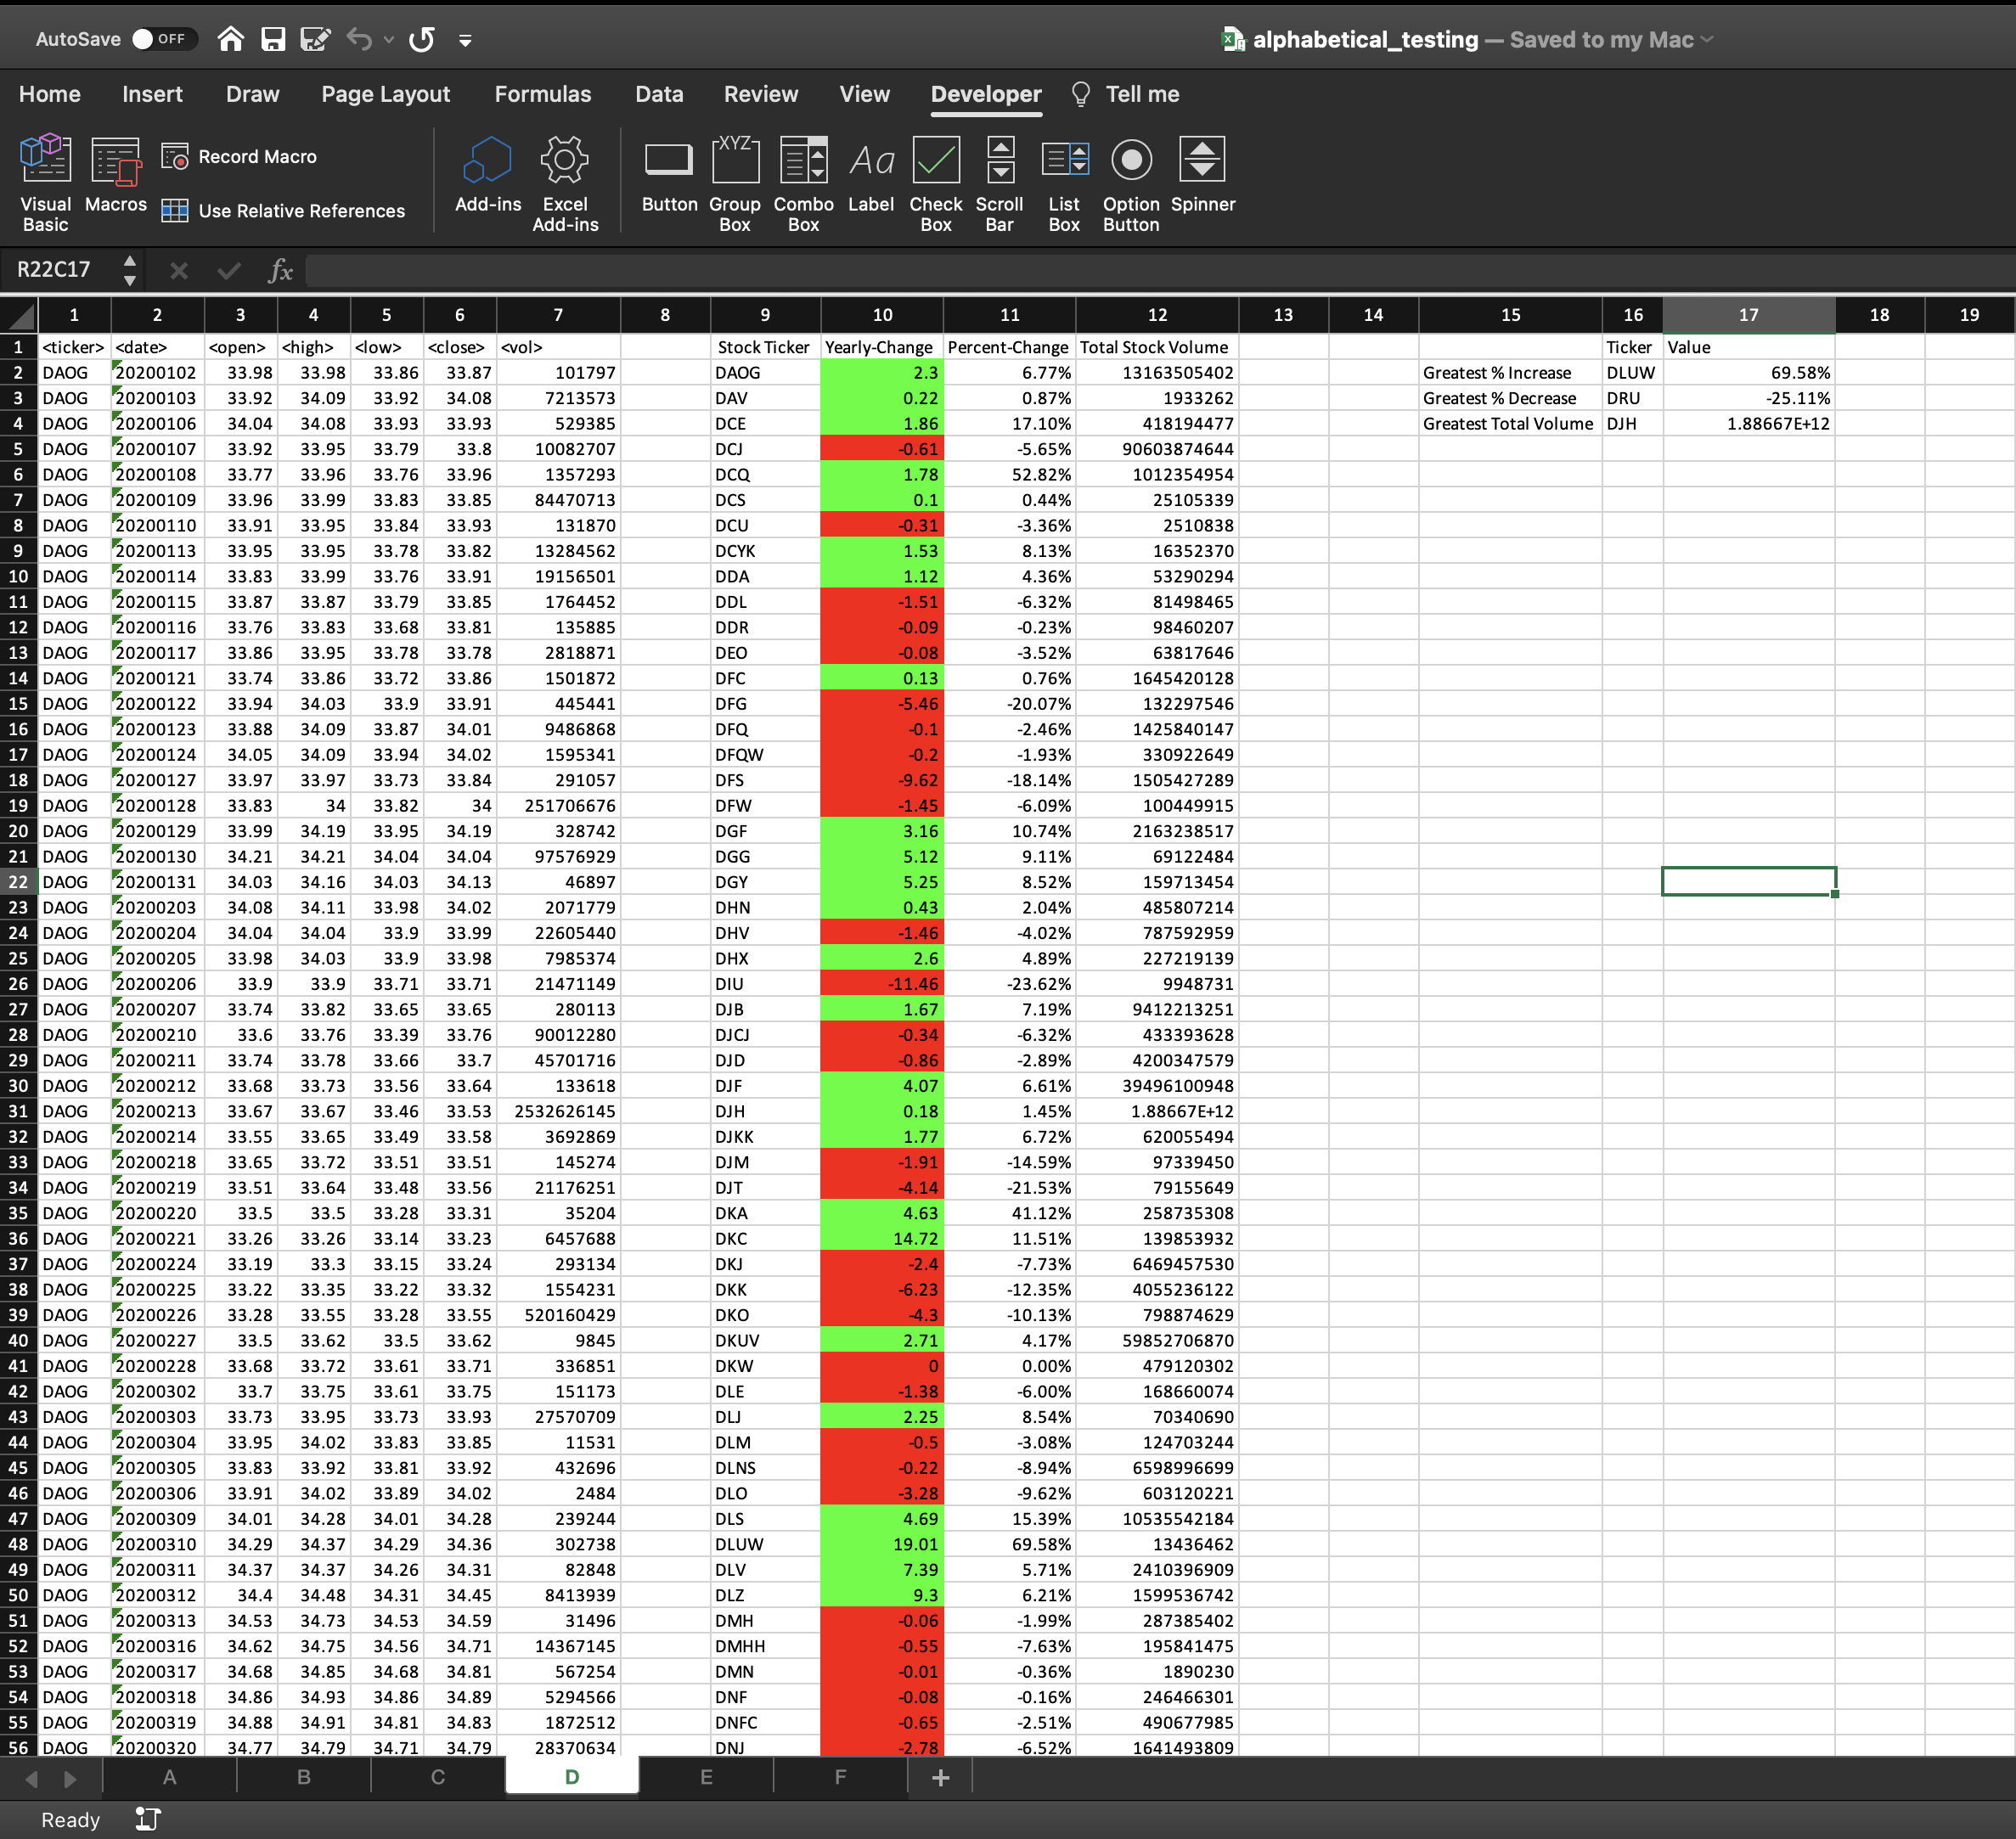 AutoSave OFF alphabetical_testing — Saved to my Mac
Home Insert Draw Page Layout Formulas Data Review View Developer Tell me
Visual Basic Macros Record Macro Use Relative References Add-ins Excel Add-ins Button Group Box Combo Box Label Check Box Scroll Bar List Box Option Button Spinner
XYZ Aa
R22C17 fx
1 2 3 4 5 6 7 8 9 10 11 12 13 14 15 16 17 18 19
1 <ticker> <date> <open> <high> <low> <close> <vol> Stock Ticker Yearly-Change Percent-Change Total Stock Volume Ticker Value
2 DAOG 20200102 33.98 33.98 33.86 33.87 101797 DAOG 2.3 6.77% 13163505402 Greatest % Increase DLUW 69.58%
3 DAOG 20200103 33.92 34.09 33.92 34.08 7213573 DAV 0.22 0.87% 1933262 Greatest % Decrease DRU -25.11%
4 DAOG 20200106 34.04 34.08 33.93 33.93 529385 DCE 1.86 17.10% 418194477 Greatest Total Volume DJH 1.88667E+12
5 DAOG 20200107 33.92 33.95 33.79 33.8 10082707 DCJ -0.61 -5.65% 90603874644
6 DAOG 20200108 33.77 33.96 33.76 33.96 1357293 DCQ 1.78 52.82% 1012354954
7 DAOG 20200109 33.96 33.99 33.83 33.85 84470713 DCS 0.1 0.44% 25105339
8 DAOG 20200110 33.91 33.95 33.84 33.93 131870 DCU -0.31 -3.36% 2510838
9 DAOG 20200113 33.95 33.95 33.78 33.82 13284562 DCYK 1.53 8.13% 16352370
10 DAOG 20200114 33.83 33.99 33.76 33.91 19156501 DDA 1.12 4.36% 53290294
11 DAOG 20200115 33.87 33.87 33.79 33.85 1764452 DDL -1.51 -6.32% 81498465
12 DAOG 20200116 33.76 33.83 33.68 33.81 135885 DDR -0.09 -0.23% 98460207
13 DAOG 20200117 33.86 33.95 33.78 33.78 2818871 DEO -0.08 -3.52% 63817646
14 DAOG 20200121 33.74 33.86 33.72 33.86 1501872 DFC 0.13 0.76% 1645420128
15 DAOG 20200122 33.94 34.03 33.9 33.91 445441 DFG -5.46 -20.07% 132297546
16 DAOG 20200123 33.88 34.09 33.87 34.01 9486868 DFQ -0.1 -2.46% 1425840147
17 DAOG 20200124 34.05 34.09 33.94 34.02 1595341 DFQW -0.2 -1.93% 330922649
18 DAOG 20200127 33.97 33.97 33.73 33.84 291057 DFS -9.62 -18.14% 1505427289
19 DAOG 20200128 33.83 34 33.82 34 251706676 DFW -1.45 -6.09% 100449915
20 DAOG 20200129 33.99 34.19 33.95 34.19 328742 DGF 3.16 10.74% 2163238517
21 DAOG 20200130 34.21 34.21 34.04 34.04 97576929 DGG 5.12 9.11% 69122484
22 DAOG 20200131 34.03 34.16 34.03 34.13 46897 DGY 5.25 8.52% 159713454
23 DAOG 20200203 34.08 34.11 33.98 34.02 2071779 DHN 0.43 2.04% 485807214
24 DAOG 20200204 34.04 34.04 33.9 33.99 22605440 DHV -1.46 -4.02% 787592959
25 DAOG 20200205 33.98 34.03 33.9 33.98 7985374 DHX 2.6 4.89% 227219139
26 DAOG 20200206 33.9 33.9 33.71 33.71 21471149 DIU -11.46 -23.62% 9948731
27 DAOG 20200207 33.74 33.82 33.65 33.65 280113 DJB 1.67 7.19% 9412213251
28 DAOG 20200210 33.6 33.76 33.39 33.76 90012280 DJCJ -0.34 -6.32% 433393628
29 DAOG 20200211 33.74 33.78 33.66 33.7 45701716 DJD -0.86 -2.89% 4200347579
30 DAOG 20200212 33.68 33.73 33.56 33.64 133618 DJF 4.07 6.61% 39496100948
31 DAOG 20200213 33.67 33.67 33.46 33.53 2532626145 DJH 0.18 1.45% 1.88667E+12
32 DAOG 20200214 33.55 33.65 33.49 33.58 3692869 DJKK 1.77 6.72% 620055494
33 DAOG 20200218 33.65 33.72 33.51 33.51 145274 DJM -1.91 -14.59% 97339450
34 DAOG 20200219 33.51 33.64 33.48 33.56 21176251 DJT -4.14 -21.53% 79155649
35 DAOG 20200220 33.5 33.5 33.28 33.31 35204 DKA 4.63 41.12% 258735308
36 DAOG 20200221 33.26 33.26 33.14 33.23 6457688 DKC 14.72 11.51% 139853932
37 DAOG 20200224 33.19 33.3 33.15 33.24 293134 DKJ -2.4 -7.73% 6469457530
38 DAOG 20200225 33.22 33.35 33.22 33.32 1554231 DKK -6.23 -12.35% 4055236122
39 DAOG 20200226 33.28 33.55 33.28 33.55 520160429 DKO -4.3 -10.13% 798874629
40 DAOG 20200227 33.5 33.62 33.5 33.62 9845 DKUV 2.71 4.17% 59852706870
41 DAOG 20200228 33.68 33.72 33.61 33.71 336851 DKW 0 0.00% 479120302
42 DAOG 20200302 33.7 33.75 33.61 33.75 151173 DLE -1.38 -6.00% 168660074
43 DAOG 20200303 33.73 33.95 33.73 33.93 27570709 DLJ 2.25 8.54% 70340690
44 DAOG 20200304 33.95 34.02 33.83 33.85 11531 DLM -0.5 -3.08% 124703244
45 DAOG 20200305 33.83 33.92 33.81 33.92 432696 DLNS -0.22 -8.94% 6598996699
46 DAOG 20200306 33.91 34.02 33.89 34.02 2484 DLO -3.28 -9.62% 603120221
47 DAOG 20200309 34.01 34.28 34.01 34.28 239244 DLS 4.69 15.39% 10535542184
48 DAOG 20200310 34.29 34.37 34.29 34.36 302738 DLUW 19.01 69.58% 13436462
49 DAOG 20200311 34.37 34.37 34.26 34.31 82848 DLV 7.39 5.71% 2410396909
50 DAOG 20200312 34.4 34.48 34.31 34.45 8413939 DLZ 9.3 6.21% 1599536742
51 DAOG 20200313 34.53 34.73 34.53 34.59 31496 DMH -0.06 -1.99% 287385402
52 DAOG 20200316 34.62 34.75 34.56 34.71 14367145 DMHH -0.55 -7.63% 195841475
53 DAOG 20200317 34.68 34.85 34.68 34.81 567254 DMN -0.01 -0.36% 1890230
54 DAOG 20200318 34.86 34.93 34.86 34.89 5294566 DNF -0.08 -0.16% 246466301
55 DAOG 20200319 34.88 34.91 34.81 34.83 1872512 DNFC -0.65 -2.51% 490677985
56 DAOG 20200320 34.77 34.79 34.71 34.79 28370634 DNJ -2.78 -6.52% 1641493809
A B C D E F +
Ready